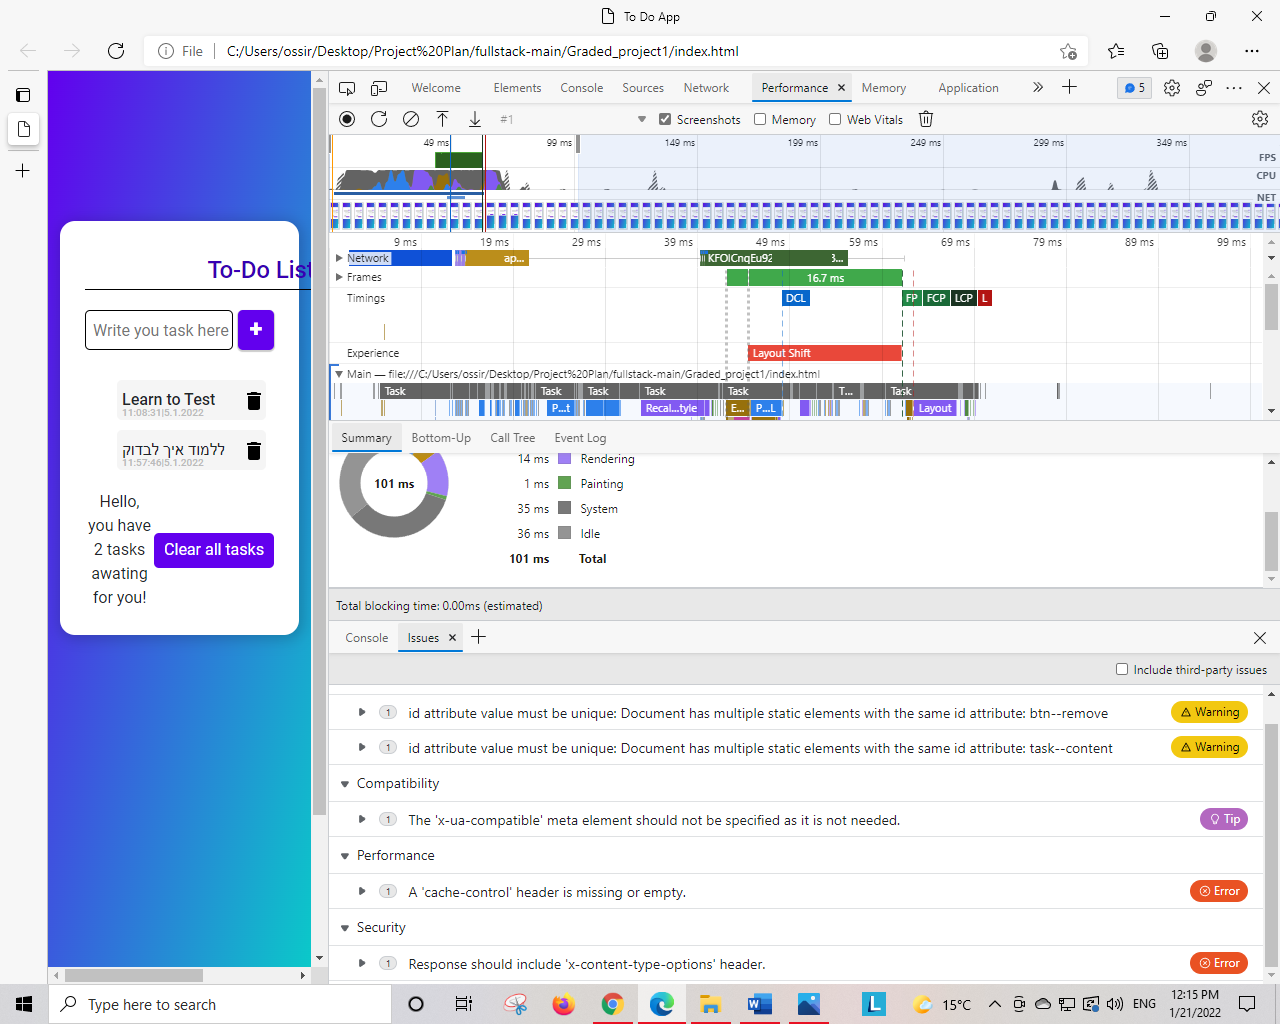 To Do App
File
C:/Users/ossir/Desktop/Project%20Plan/fullstack-main/Graded_project1/index.html
Welcome
Elements
Console
Sources
Network
Performance
Memory
Application
5
#1
Screenshots
Memory
Web Vitals
49 ms
99 ms
149 ms
199 ms
249 ms
299 ms
349 ms
FPS
CPU
NET
9 ms
19 ms
29 ms
39 ms
49 ms
59 ms
69 ms
79 ms
89 ms
99 ms
Network
ap...
KFOlCnqEu92
3...
Frames
16.7 ms
Timings
DCL
FP
FCP
LCP
L
Experience
Layout Shift
Main — file:///C:/Users/ossir/Desktop/Project%20Plan/fullstack-main/Graded_project1/index.html
Task
Task
Task
Task
Task
T...
Task
P...t
Recal...tyle
E...
P...L
Layout
Summary
Bottom-Up
Call Tree
Event Log
101 ms
14 ms
Rendering
1 ms
Painting
35 ms
System
36 ms
Idle
101 ms
Total
Total blocking time: 0.00ms (estimated)
Console
Issues
Include third-party issues
1
id attribute value must be unique: Document has multiple static elements with the same id attribute: btn--remove
Warning
1
id attribute value must be unique: Document has multiple static elements with the same id attribute: task--content
Warning
Compatibility
1
The 'x-ua-compatible' meta element should not be specified as it is not needed.
Tip
Performance
1
A 'cache-control' header is missing or empty.
Error
Security
1
Response should include 'x-content-type-options' header.
Error
To-Do List
Write you task here
Learn to Test
11:08:31|5.1.2022
ללמוד איך לבדוק
11:57:46|5.1.2022
Hello,
you have
2 tasks
awating
for you!
Clear all tasks
Type here to search
15°C
ENG
12:15 PM
1/21/2022